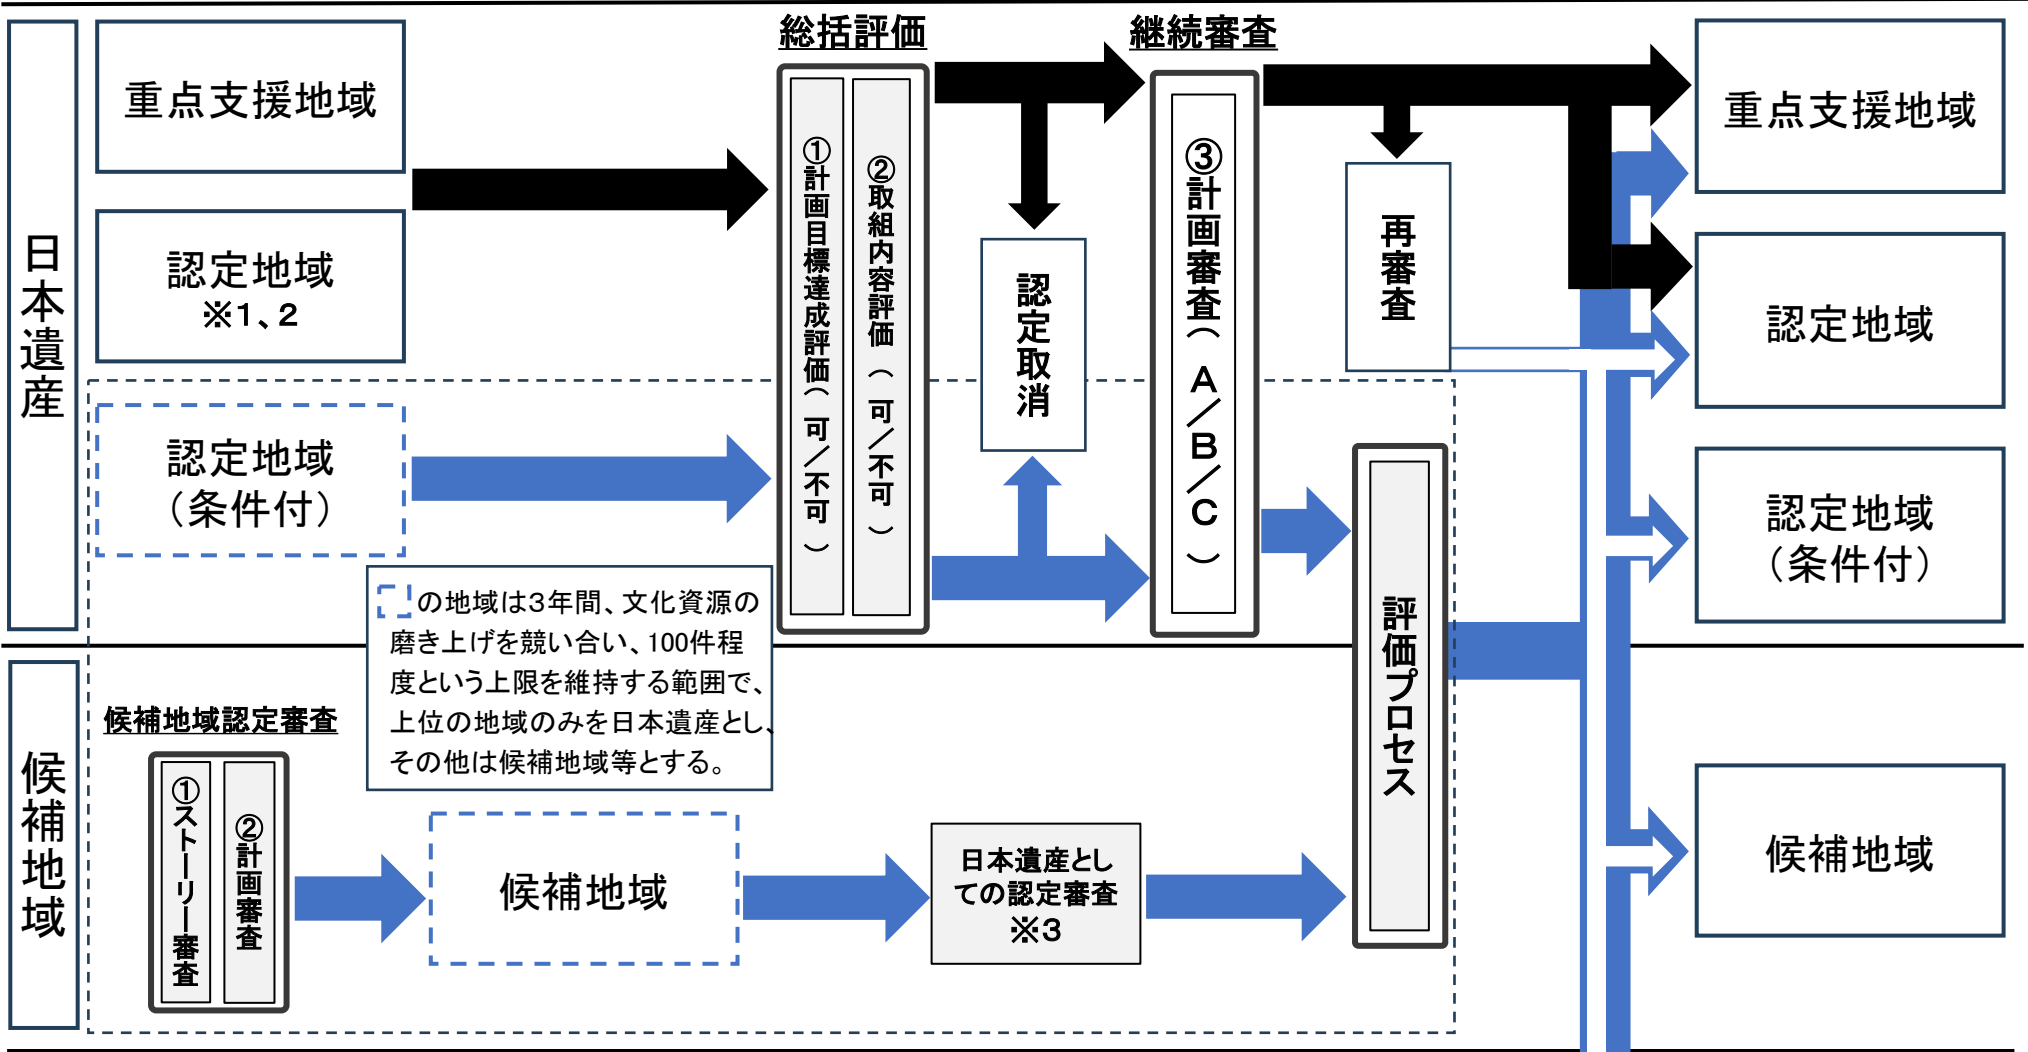 日本遺産
重点支援地域
認定地域
※1、2
認定地域
（条件付）
総括評価
①計画目標達成評価（可／不可）
②取組内容評価（可／不可）
認定取消
継続審査
③計画審査（A／B／C）
再審査
評価プロセス
重点支援地域
認定地域
認定地域
（条件付）
の地域は3年間、文化資源の
磨き上げを競い合い、100件程
度という上限を維持する範囲で、
上位の地域のみを日本遺産とし、
その他は候補地域等とする。
候補地域
候補地域認定審査
①ストーリー審査
②計画審査
候補地域
日本遺産とし
ての認定審査
※3
候補地域